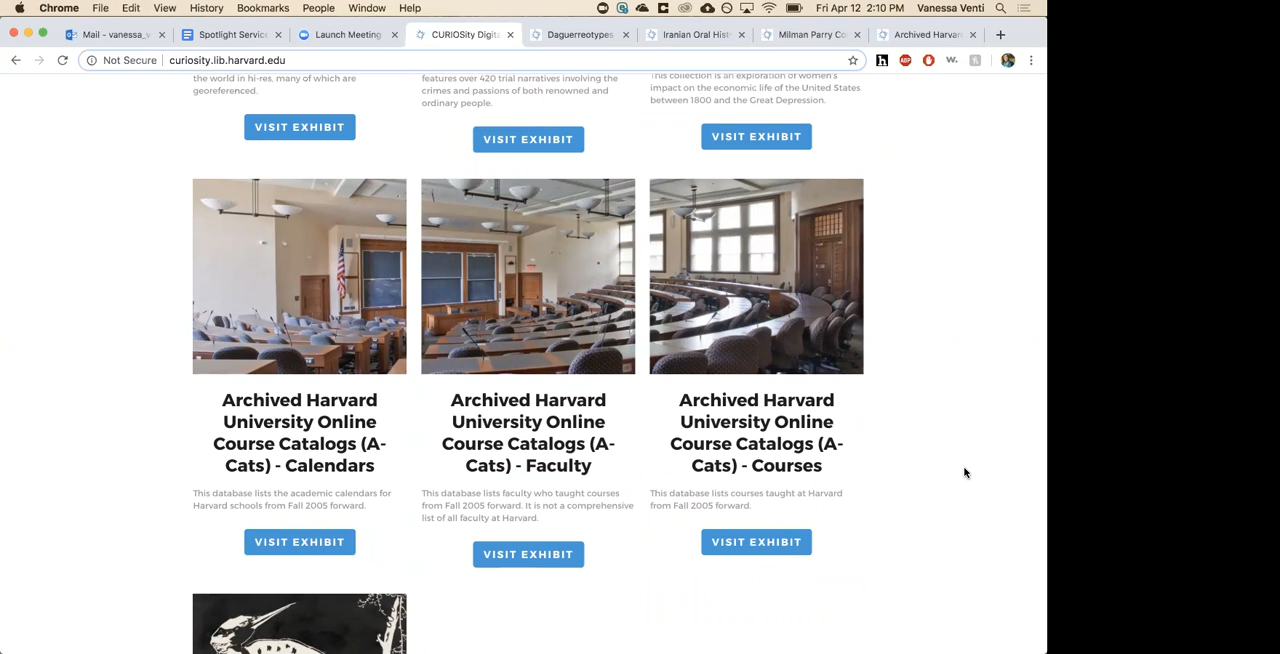 Chrome File Edit View History Bookmarks People Window Help Fri Apr 12 2:10 PM Vanessa Venti
Mail - vanessa_v Spotlight Service Launch Meeting CURIOSity Digita Daguerreotypes Iranian Oral Hist Milman Parry Co Archived Harvard
Not Secure curiosity.lib.harvard.edu
the world in hi-res, many of which are
georeferenced.
VISIT EXHIBIT
features over 420 trial narratives involving the
crimes and passions of both renowned and
ordinary people.
VISIT EXHIBIT
This collection is an exploration of women's
impact on the economic life of the United States
between 1800 and the Great Depression.
VISIT EXHIBIT
Archived Harvard
University Online
Course Catalogs (A-
Cats) - Calendars
This database lists the academic calendars for
Harvard schools from Fall 2005 forward.
VISIT EXHIBIT
Archived Harvard
University Online
Course Catalogs (A-
Cats) - Faculty
This database lists faculty who taught courses
from Fall 2005 forward. It is not a comprehensive
list of all faculty at Harvard.
VISIT EXHIBIT
Archived Harvard
University Online
Course Catalogs (A-
Cats) - Courses
This database lists courses taught at Harvard
from Fall 2005 forward.
VISIT EXHIBIT